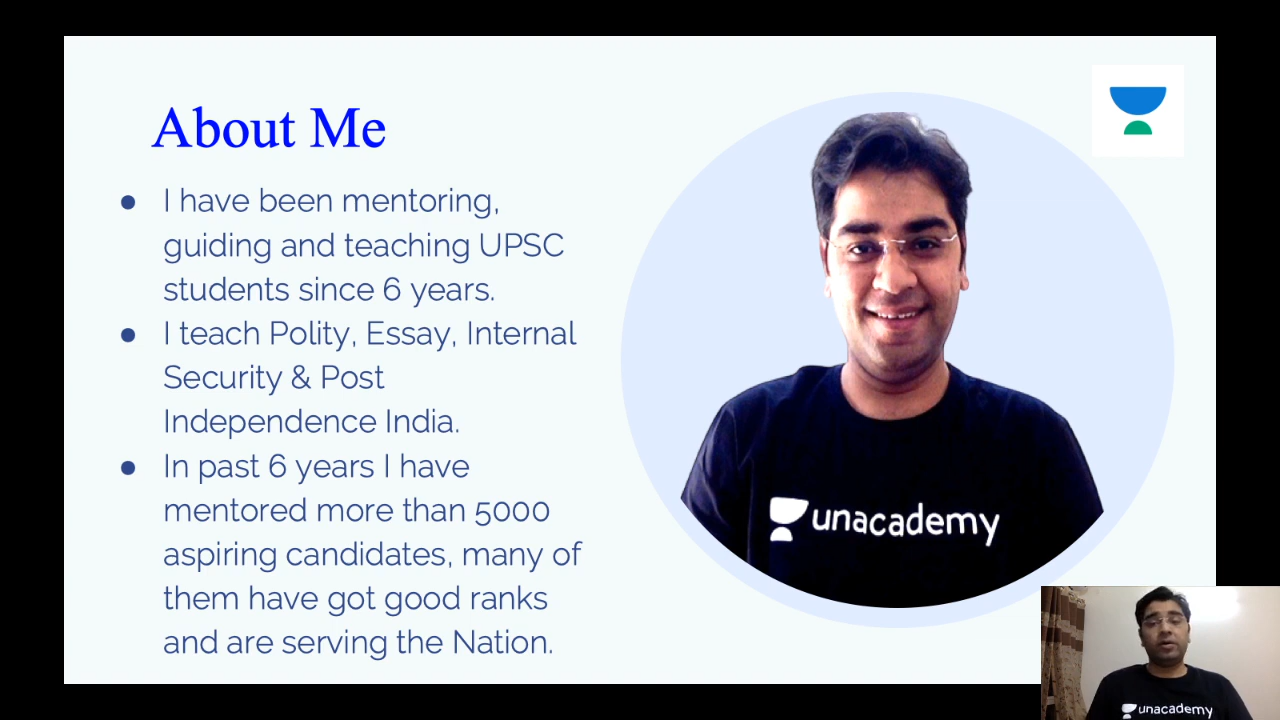 About Me
● I have been mentoring,
guiding and teaching UPSC
students since 6 years.
● I teach Polity, Essay, Internal
Security & Post
Independence India.
● In past 6 years I have
mentored more than 5000
aspiring candidates, many of
them have got good ranks
and are serving the Nation.
unacademy
unacademy